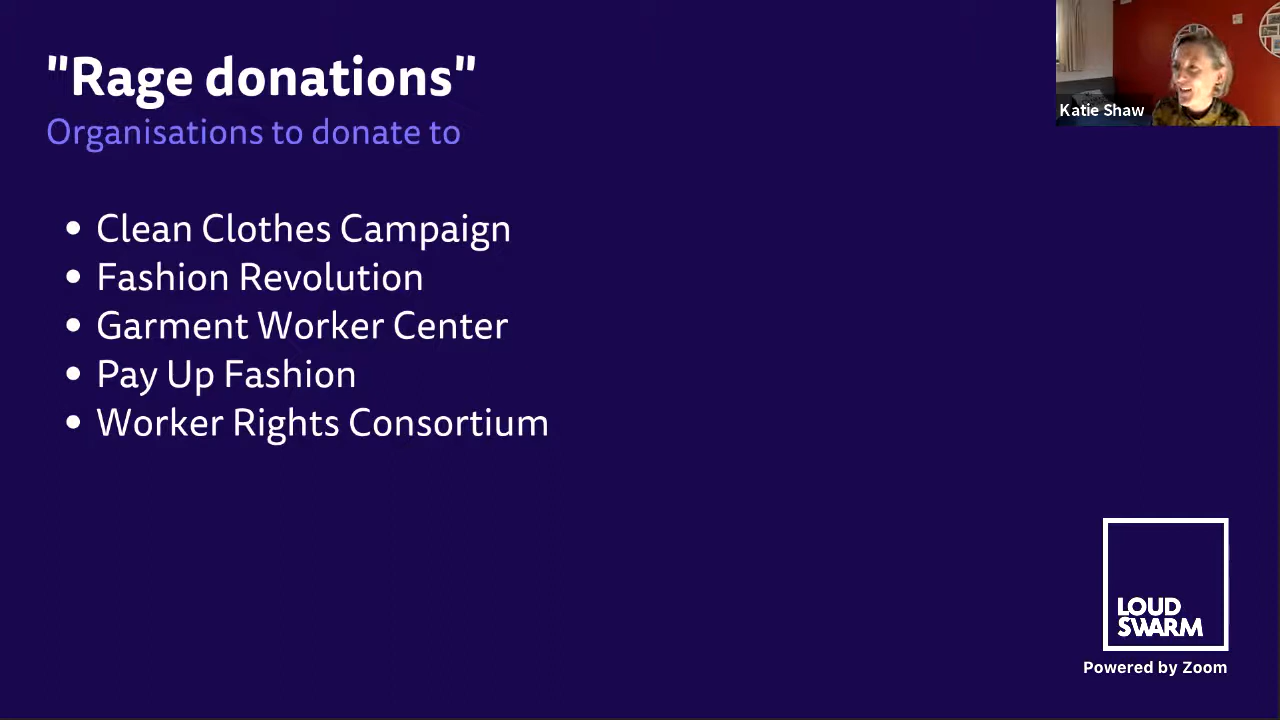 "Rage donations"
Organisations to donate to
• Clean Clothes Campaign
• Fashion Revolution
• Garment Worker Center
• Pay Up Fashion
• Worker Rights Consortium
Katie Shaw
LOUD
SWARM
Powered by Zoom